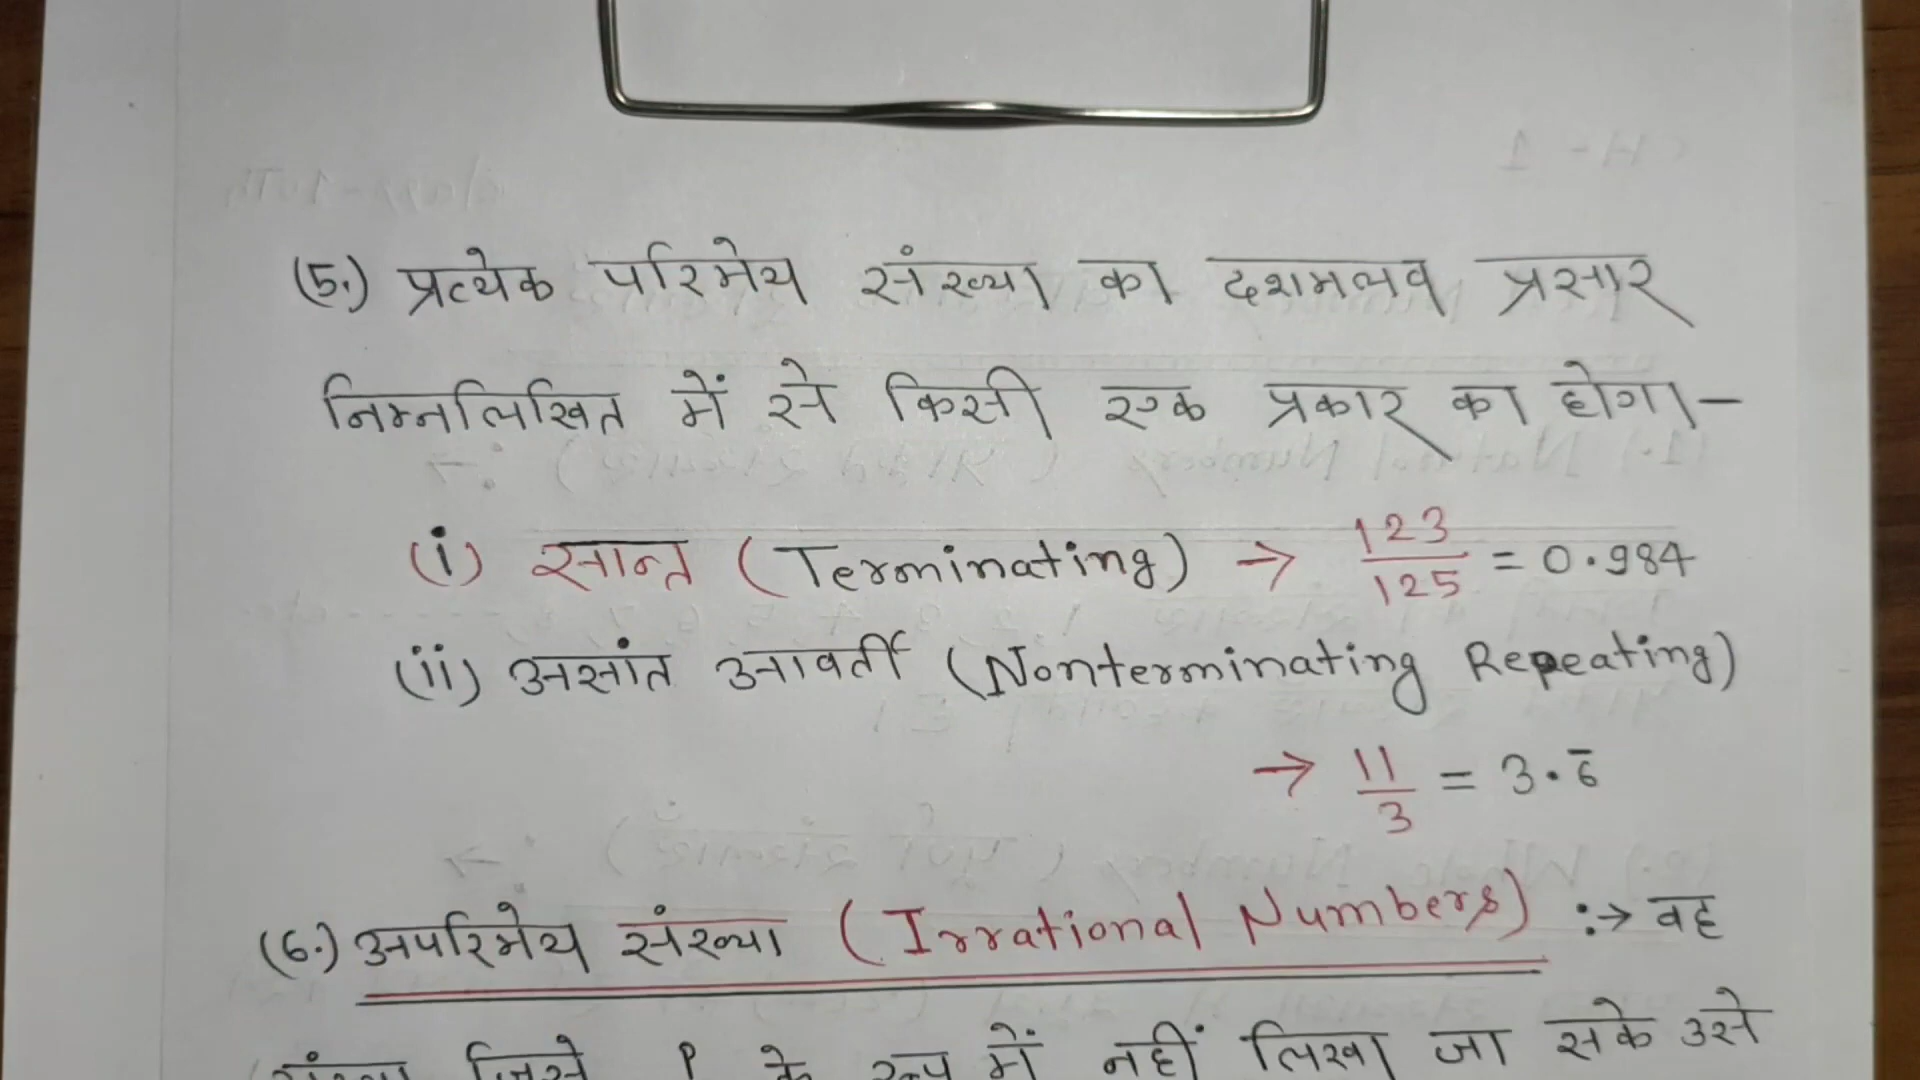 (5.) प्रत्येक परिमेय संख्या का दशमलव प्रसार
निम्नलिखित में से किसी एक प्रकार का होगा-
(i) सान्त (Terminating) → 123/125 = 0.984
(ii) असांत आवर्ती (Nonterminating Repeating)
→ 11/3 = 3.6̅
(6.) अपरिमेय संख्या (Irrational Numbers) :→ वह
संख्या जिसे P के रूप में नहीं लिखा जा सके उसे